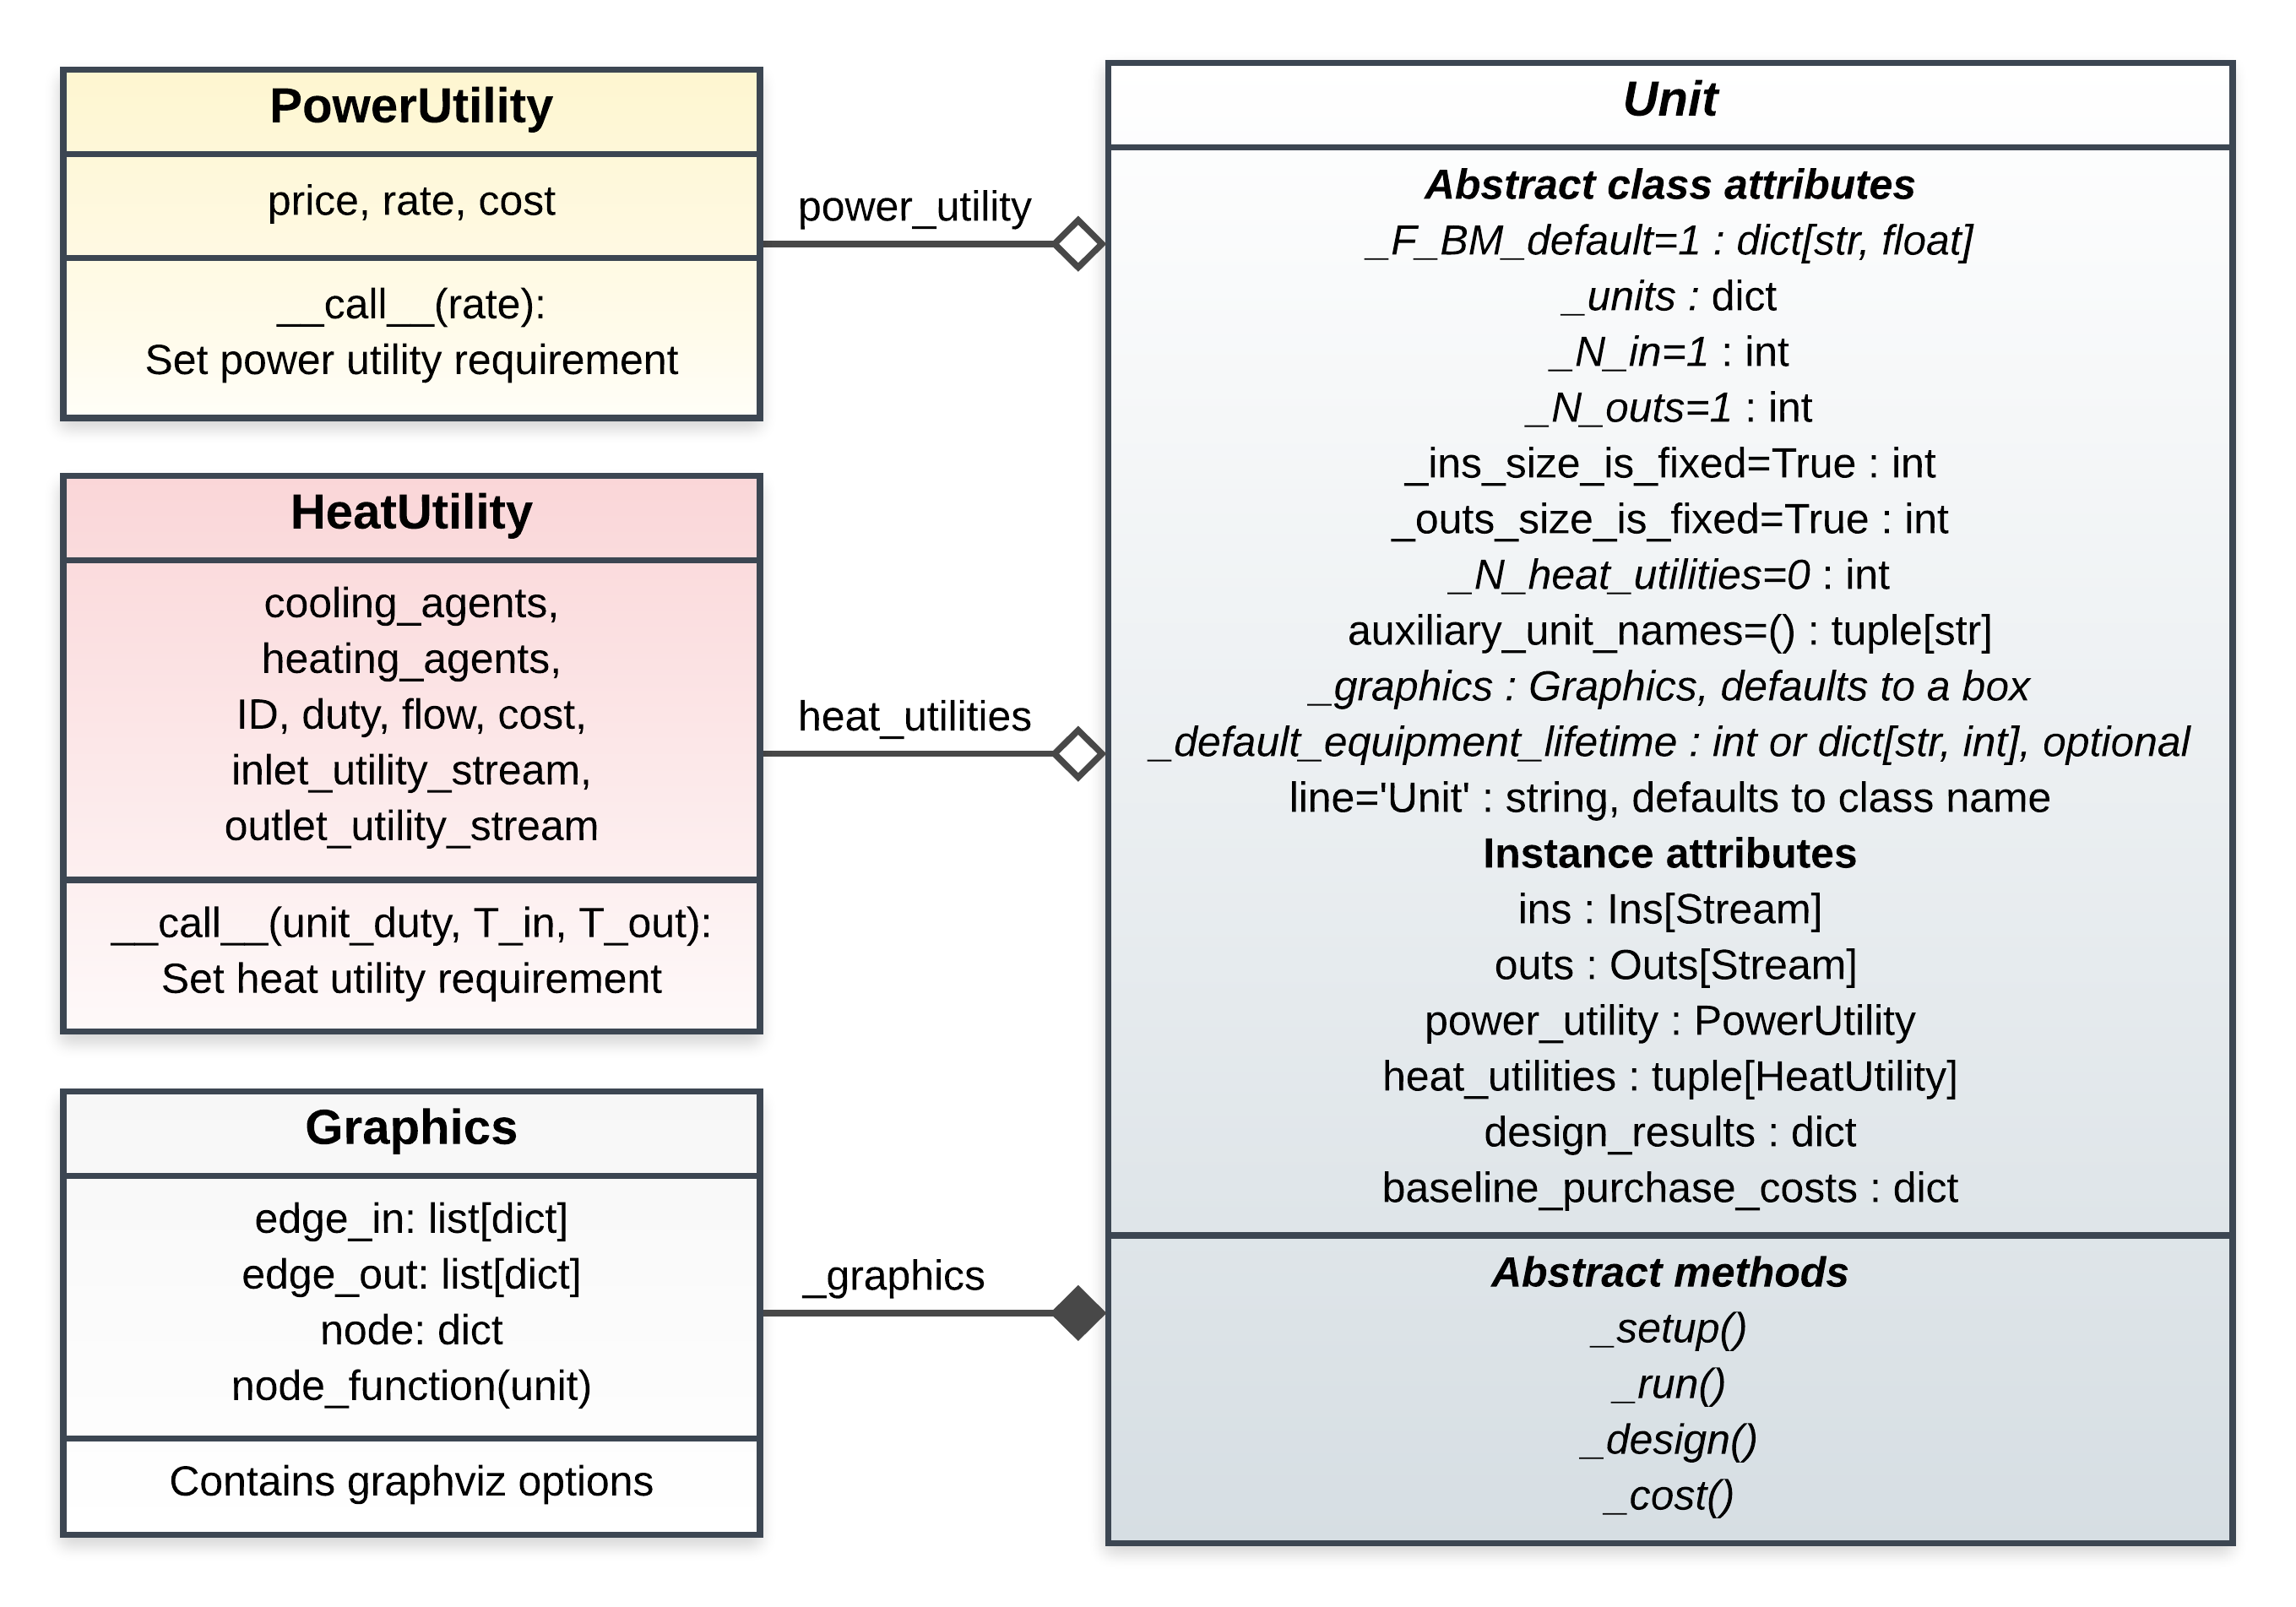 PowerUtility
price, rate, cost
__call__(rate):
Set power utility requirement
power_utility
HeatUtility
cooling_agents,
heating_agents,
ID, duty, flow, cost,
inlet_utility_stream,
outlet_utility_stream
__call__(unit_duty, T_in, T_out):
Set heat utility requirement
heat_utilities
Graphics
edge_in: list[dict]
edge_out: list[dict]
node: dict
node_function(unit)
Contains graphviz options
_graphics
Unit
Abstract class attributes
_F_BM_default=1 : dict[str, float]
_units : dict
_N_in=1 : int
_N_outs=1 : int
_ins_size_is_fixed=True : int
_outs_size_is_fixed=True : int
_N_heat_utilities=0 : int
auxiliary_unit_names=() : tuple[str]
_graphics : Graphics, defaults to a box
_default_equipment_lifetime : int or dict[str, int], optional
line='Unit' : string, defaults to class name
Instance attributes
ins : Ins[Stream]
outs : Outs[Stream]
power_utility : PowerUtility
heat_utilities : tuple[HeatUtility]
design_results : dict
baseline_purchase_costs : dict
Abstract methods
_setup()
_run()
_design()
_cost()